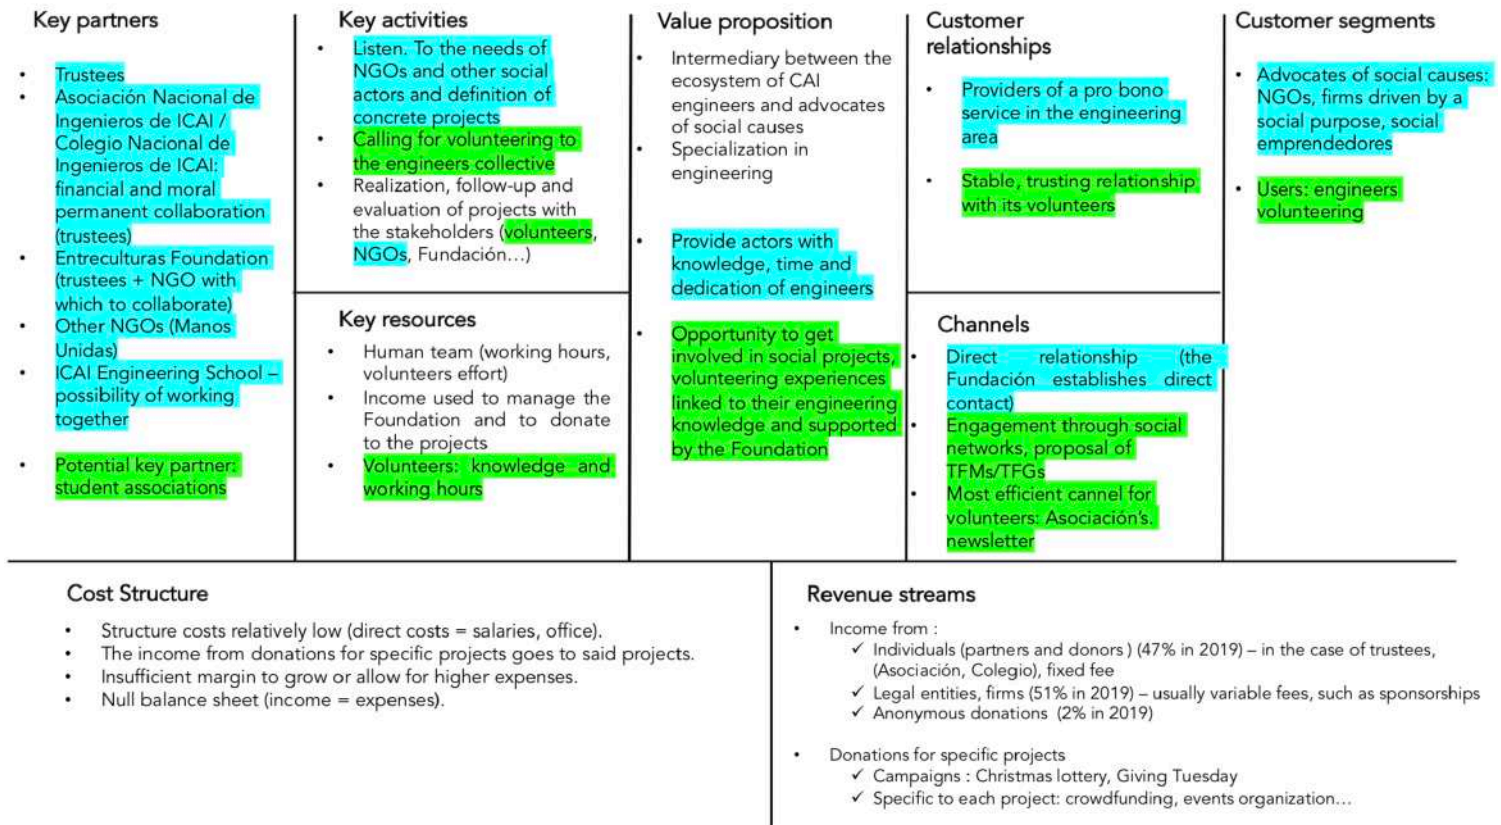 Key partners
• Trustees
• Asociación Nacional de
Ingenieros de ICAI /
Colegio Nacional de
Ingenieros de ICAI:
financial and moral
permanent collaboration
(trustees)
• Entreculturas Foundation
(trustees + NGO with
which to collaborate)
• Other NGOs (Manos
Unidas)
• ICAI Engineering School –
possibility of working
together
• Potential key partner:
student associations
Key activities
• Listen. To the needs of
NGOs and other social
actors and definition of
concrete projects
• Calling for volunteering to
the engineers collective
• Realization, follow-up and
evaluation of projects with
the stakeholders (volunteers,
NGOs, Fundación…)
Key resources
• Human team (working hours,
volunteers effort)
• Income used to manage the
Foundation and to donate
to the projects
• Volunteers: knowledge and
working hours
Value proposition
• Intermediary between the
ecosystem of CAI
engineers and advocates
of social causes
• Specialization in
engineering
• Provide actors with
knowledge, time and
dedication of engineers
• Opportunity to get
involved in social projects,
volunteering experiences
linked to their engineering
knowledge and supported
by the Foundation
Customer
relationships
• Providers of a pro bono
service in the engineering
area
• Stable, trusting relationship
with its volunteers
Channels
• Direct relationship (the
Fundación establishes direct
contact)
• Engagement through social
networks, proposal of
TFMs/TFGs
• Most efficient cannel for
volunteers: Asociación's.
newsletter
Customer segments
• Advocates of social causes:
NGOs, firms driven by a
social purpose, social
emprendedores
• Users: engineers
volunteering
Cost Structure
• Structure costs relatively low (direct costs = salaries, office).
• The income from donations for specific projects goes to said projects.
• Insufficient margin to grow or allow for higher expenses.
• Null balance sheet (income = expenses).
Revenue streams
• Income from :
✓ Individuals (partners and donors ) (47% in 2019) – in the case of trustees,
(Asociación, Colegio), fixed fee
✓ Legal entities, firms (51% in 2019) – usually variable fees, such as sponsorships
✓ Anonymous donations (2% in 2019)
• Donations for specific projects
✓ Campaigns : Christmas lottery, Giving Tuesday
✓ Specific to each project: crowdfunding, events organization…